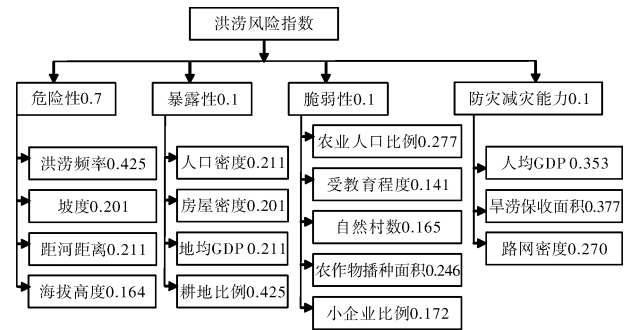 洪涝风险指数
危险性0.7
暴露性0.1
脆弱性0.1
防灾减灾能力0.1
洪涝频率0.425
坡度0.201
距河距离0.211
海拔高度0.164
人口密度0.211
房屋密度0.201
地均GDP 0.211
耕地比例0.425
农业人口比例0.277
受教育程度0.141
自然村数0.165
农作物播种面积0.246
小企业比例0.172
人均GDP 0.353
旱涝保收面积0.377
路网密度0.270